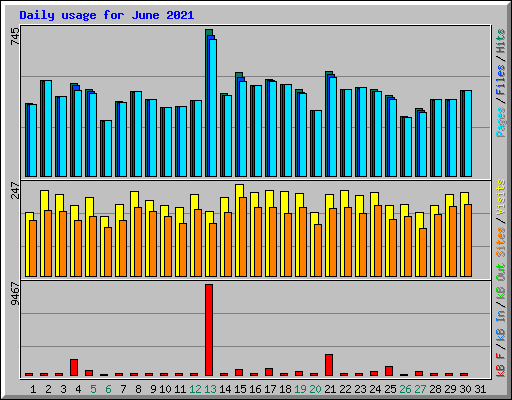 Daily usage for June 2021
745
Pages / Files / Hits
247
Sites / Visits
9467
kB F / kB In / kB Out
1 2 3 4 5 6 7 8 9 10 11 12 13 14 15 16 17 18 19 20 21 22 23 24 25 26 27 28 29 30 31